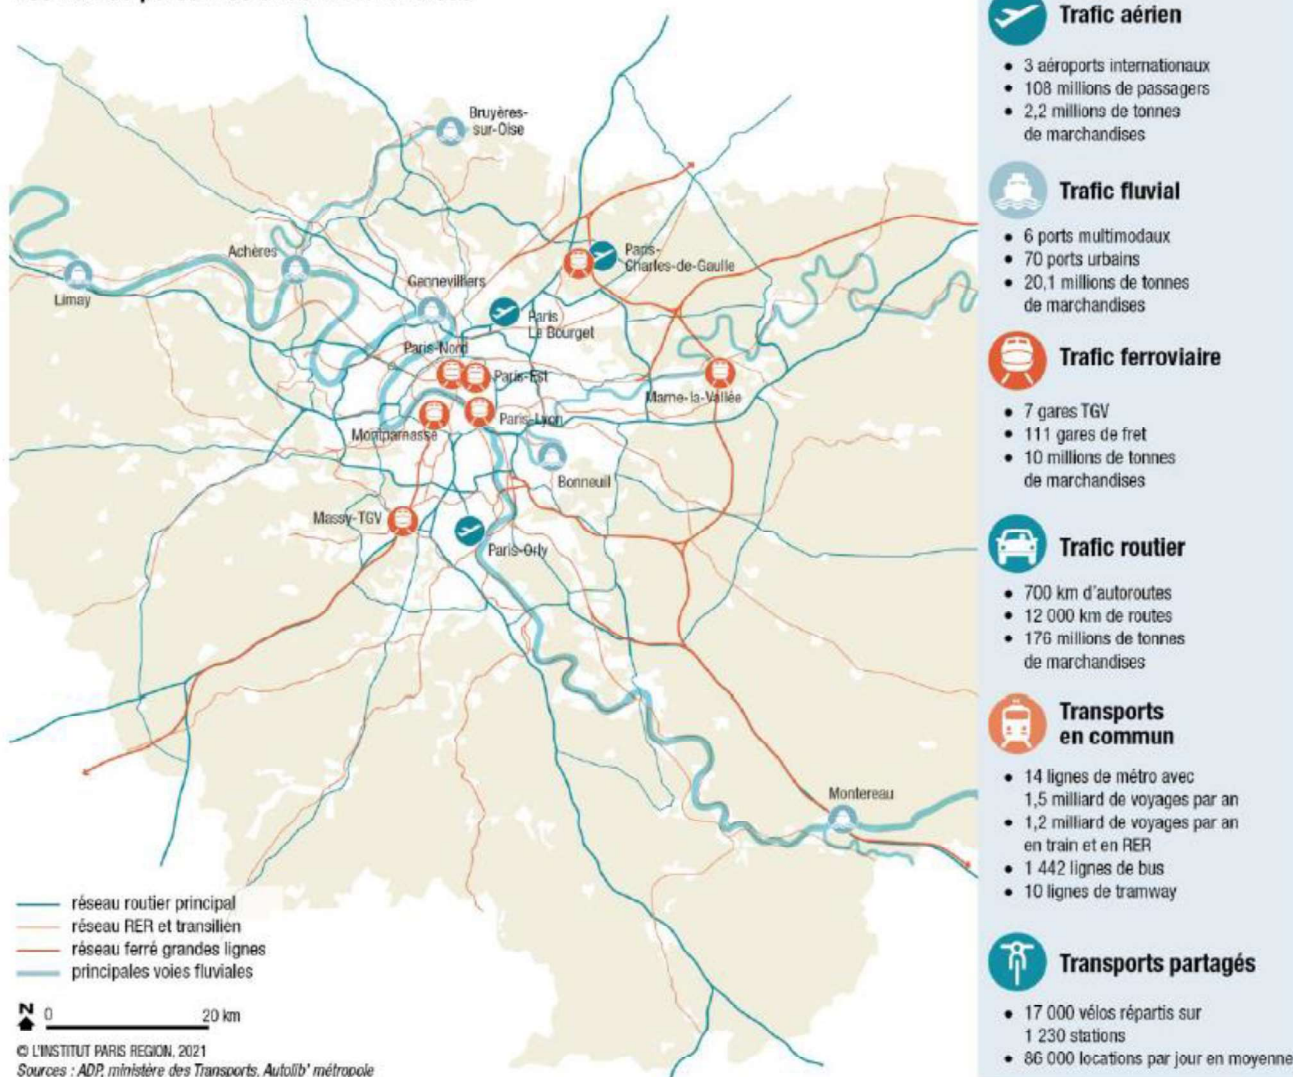 Bruyères-
sur-Oise
Achères
Limay
Gennevilliers
Paris-
Charles-de-Gaulle
Paris
Le Bourget
Paris-Nord
Paris-Est
Marne-la-Vallée
Paris-Lyon
Montparnasse
Bonneuil
Massy-TGV
Paris-Orly
Montereau
réseau routier principal
réseau RER et transilien
réseau ferré grandes lignes
principales voies fluviales
N 0 20 km
© L'INSTITUT PARIS REGION, 2021
Sources : ADP, ministère des Transports, Autolib' métropole
Trafic aérien
• 3 aéroports internationaux
• 108 millions de passagers
• 2,2 millions de tonnes
de marchandises
Trafic fluvial
• 6 ports multimodaux
• 70 ports urbains
• 20,1 millions de tonnes
de marchandises
Trafic ferroviaire
• 7 gares TGV
• 111 gares de fret
• 10 millions de tonnes
de marchandises
Trafic routier
• 700 km d'autoroutes
• 12 000 km de routes
• 176 millions de tonnes
de marchandises
Transports
en commun
• 14 lignes de métro avec
1,5 milliard de voyages par an
• 1,2 milliard de voyages par an
en train et en RER
• 1 442 lignes de bus
• 10 lignes de tramway
Transports partagés
• 17 000 vélos répartis sur
1 230 stations
• 86 000 locations par jour en moyenne